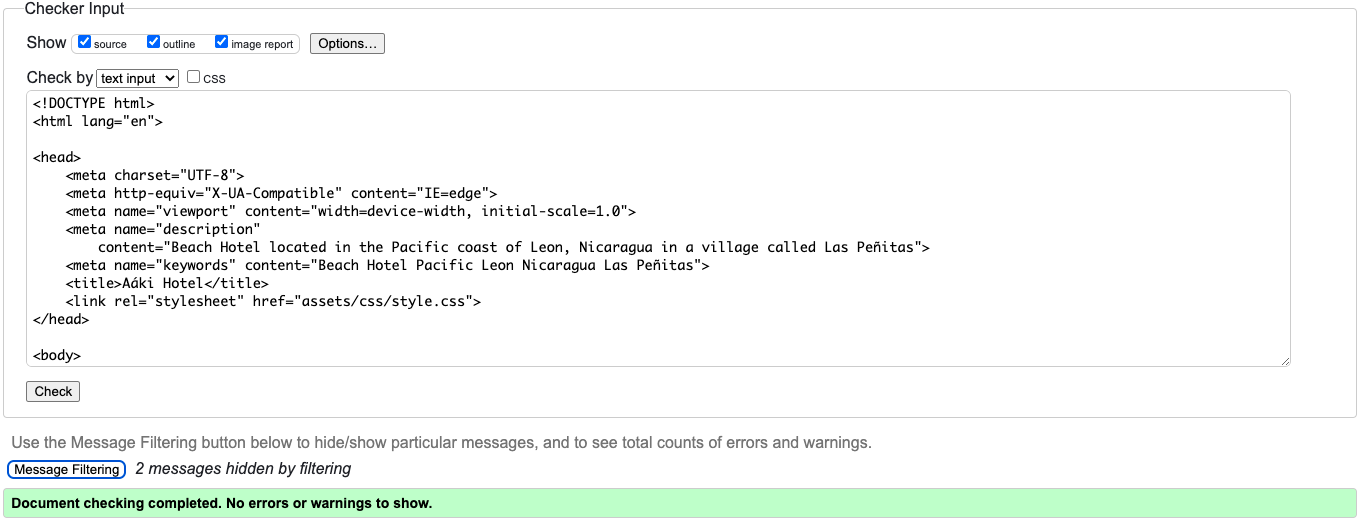 Checker Input
Show source outline image report Options...
Check by text input css
<!DOCTYPE html>
<html lang="en">
<head>
<meta charset="UTF-8">
<meta http-equiv="X-UA-Compatible" content="IE=edge">
<meta name="viewport" content="width=device-width, initial-scale=1.0">
<meta name="description"
content="Beach Hotel located in the Pacific coast of Leon, Nicaragua in a village called Las Peñitas">
<meta name="keywords" content="Beach Hotel Pacific Leon Nicaragua Las Peñitas">
<title>Aáki Hotel</title>
<link rel="stylesheet" href="assets/css/style.css">
</head>
<body>
Check
Use the Message Filtering button below to hide/show particular messages, and to see total counts of errors and warnings.
Message Filtering 2 messages hidden by filtering
Document checking completed. No errors or warnings to show.